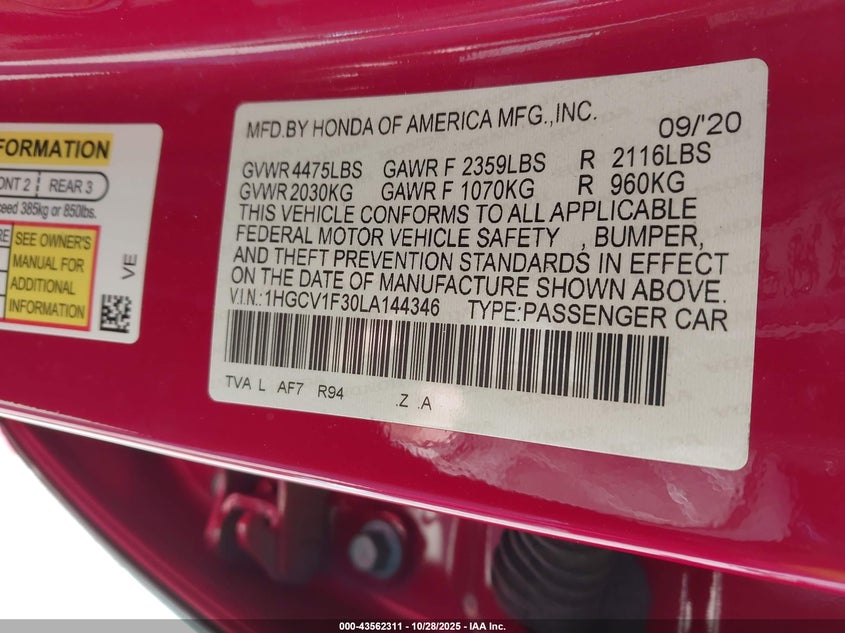 FORMATION
ONT 2 | REAR 3
ceed 385kg or 850lbs.
RE
SEE OWNER'S
MANUAL FOR
ADDITIONAL
INFORMATION
VE
MFD.BY HONDA OF AMERICA MFG.,INC. 09/'20
GVWR 4475LBS GAWR F 2359LBS R 2116LBS
GVWR 2030KG GAWR F 1070KG R 960KG
THIS VEHICLE CONFORMS TO ALL APPLICABLE
FEDERAL MOTOR VEHICLE SAFETY , BUMPER,
AND THEFT PREVENTION STANDARDS IN EFFECT
ON THE DATE OF MANUFACTURE SHOWN ABOVE.
V.I.N.:1HGCV1F30LA144346 TYPE:PASSENGER CAR
TVA L AF7 R94 .Z .A
000-43562311 | 10/28/2025 - IAA Inc.